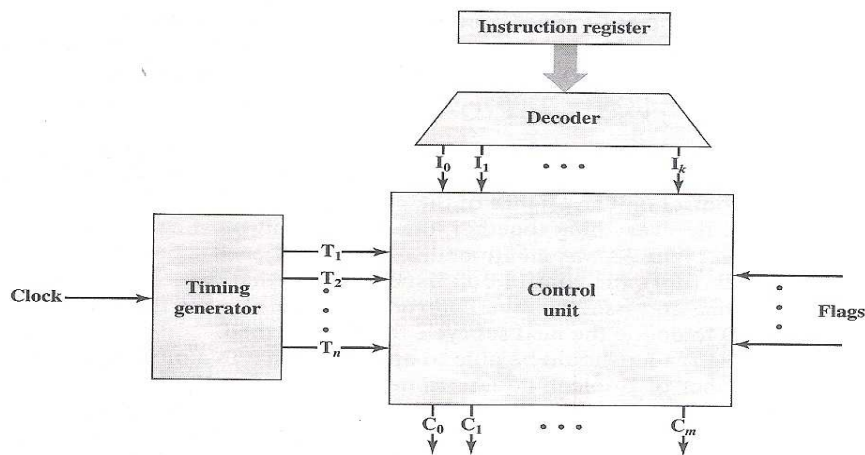 Instruction register
Decoder
I0 I1 • • • Ik
T1
T2
•
•
•
Tn
Clock
Timing
generator
Control
unit
•
•
•
Flags
C0 C1 • • • Cm